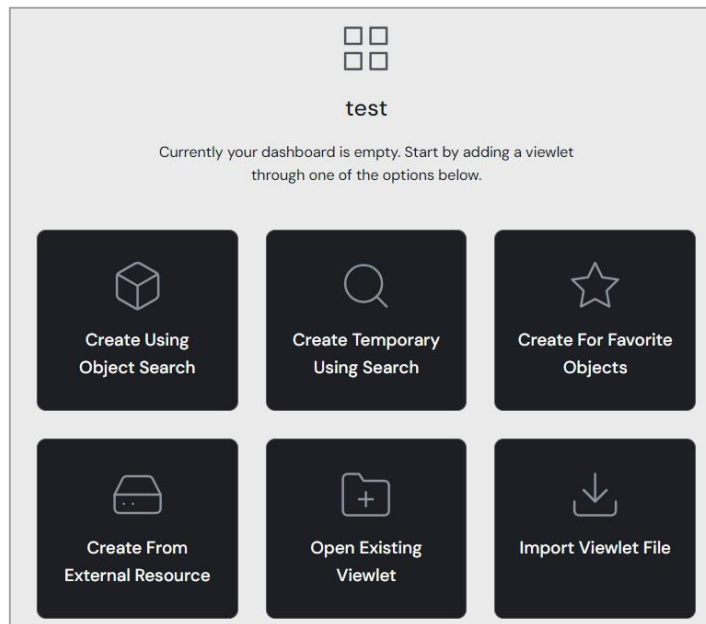 test
Currently your dashboard is empty. Start by adding a viewlet
through one of the options below.
Create Using
Object Search
Create Temporary
Using Search
Create For Favorite
Objects
Create From
External Resource
Open Existing
Viewlet
Import Viewlet File